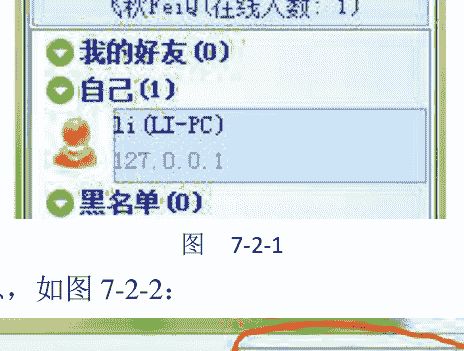 飞秋FeiQ(在线人数: 1)
我的好友(0)
自己(1)
li(LI-PC)
127.0.0.1
黑名单(0)
图 7-2-1
，如图 7-2-2：